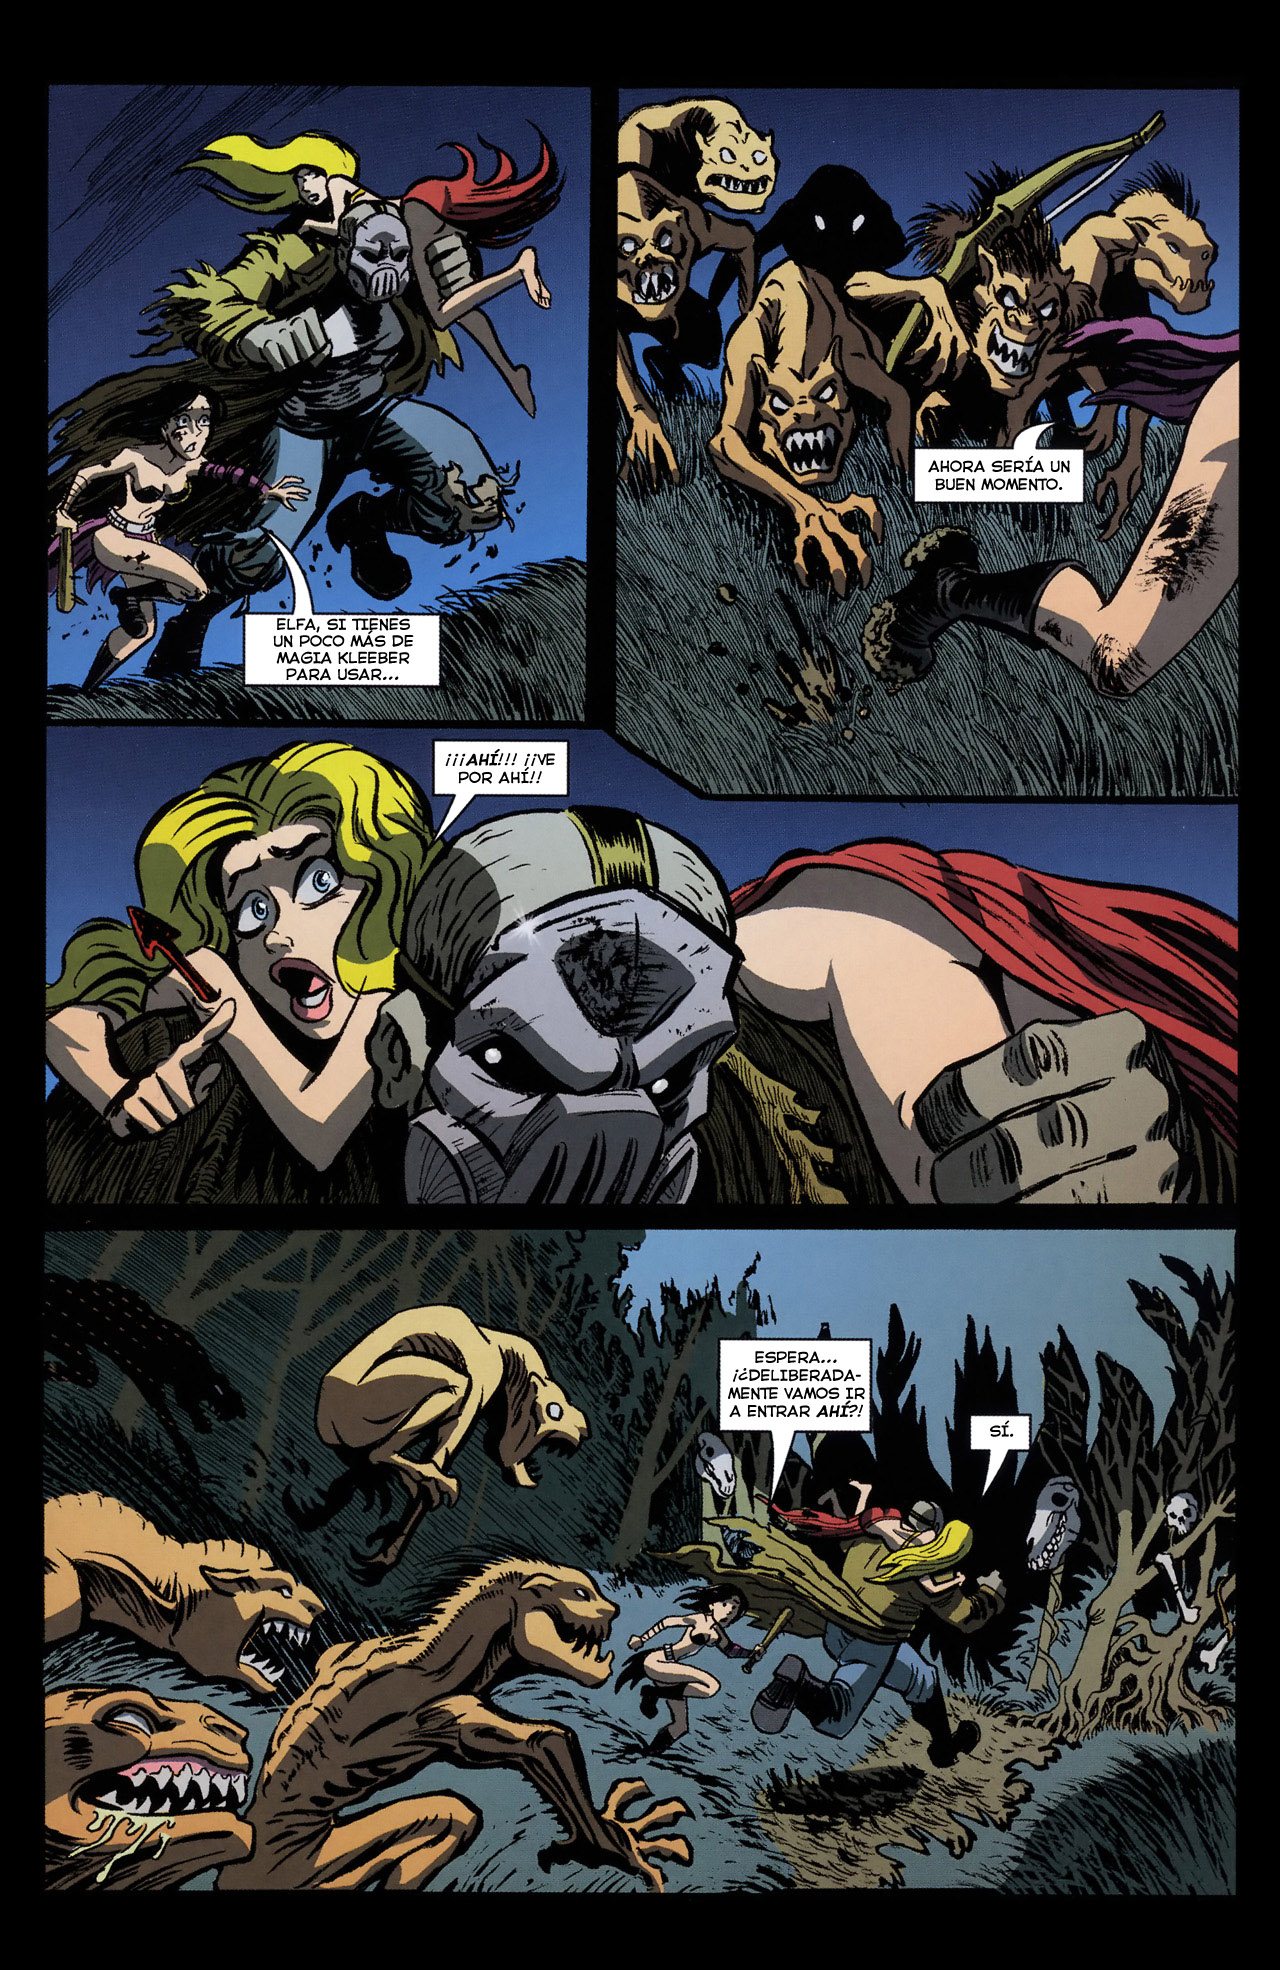 ELFA, SI TIENES
UN POCO MÁS DE
MAGIA KLEEBER
PARA USAR...
AHORA SERÍA UN
BUEN MOMENTO.
¡¡¡AHÍ!!! ¡¡VE
POR AHÍ!!
ESPERA...
¡¿DELIBERADA-
MENTE VAMOS IR
A ENTRAR AHÍ?!
SÍ.